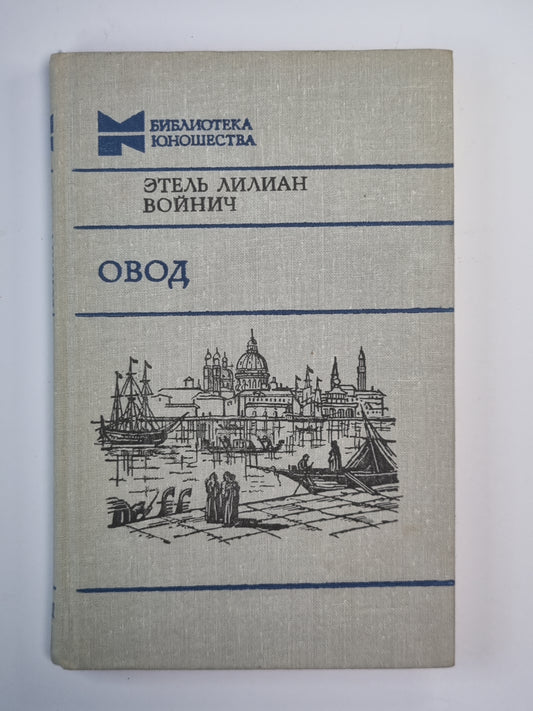 БИБЛИОТЕКА
ЮНОШЕСТВА
ЭТЕЛЬ ЛИЛИАН
ВОЙНИЧ
ОВОД